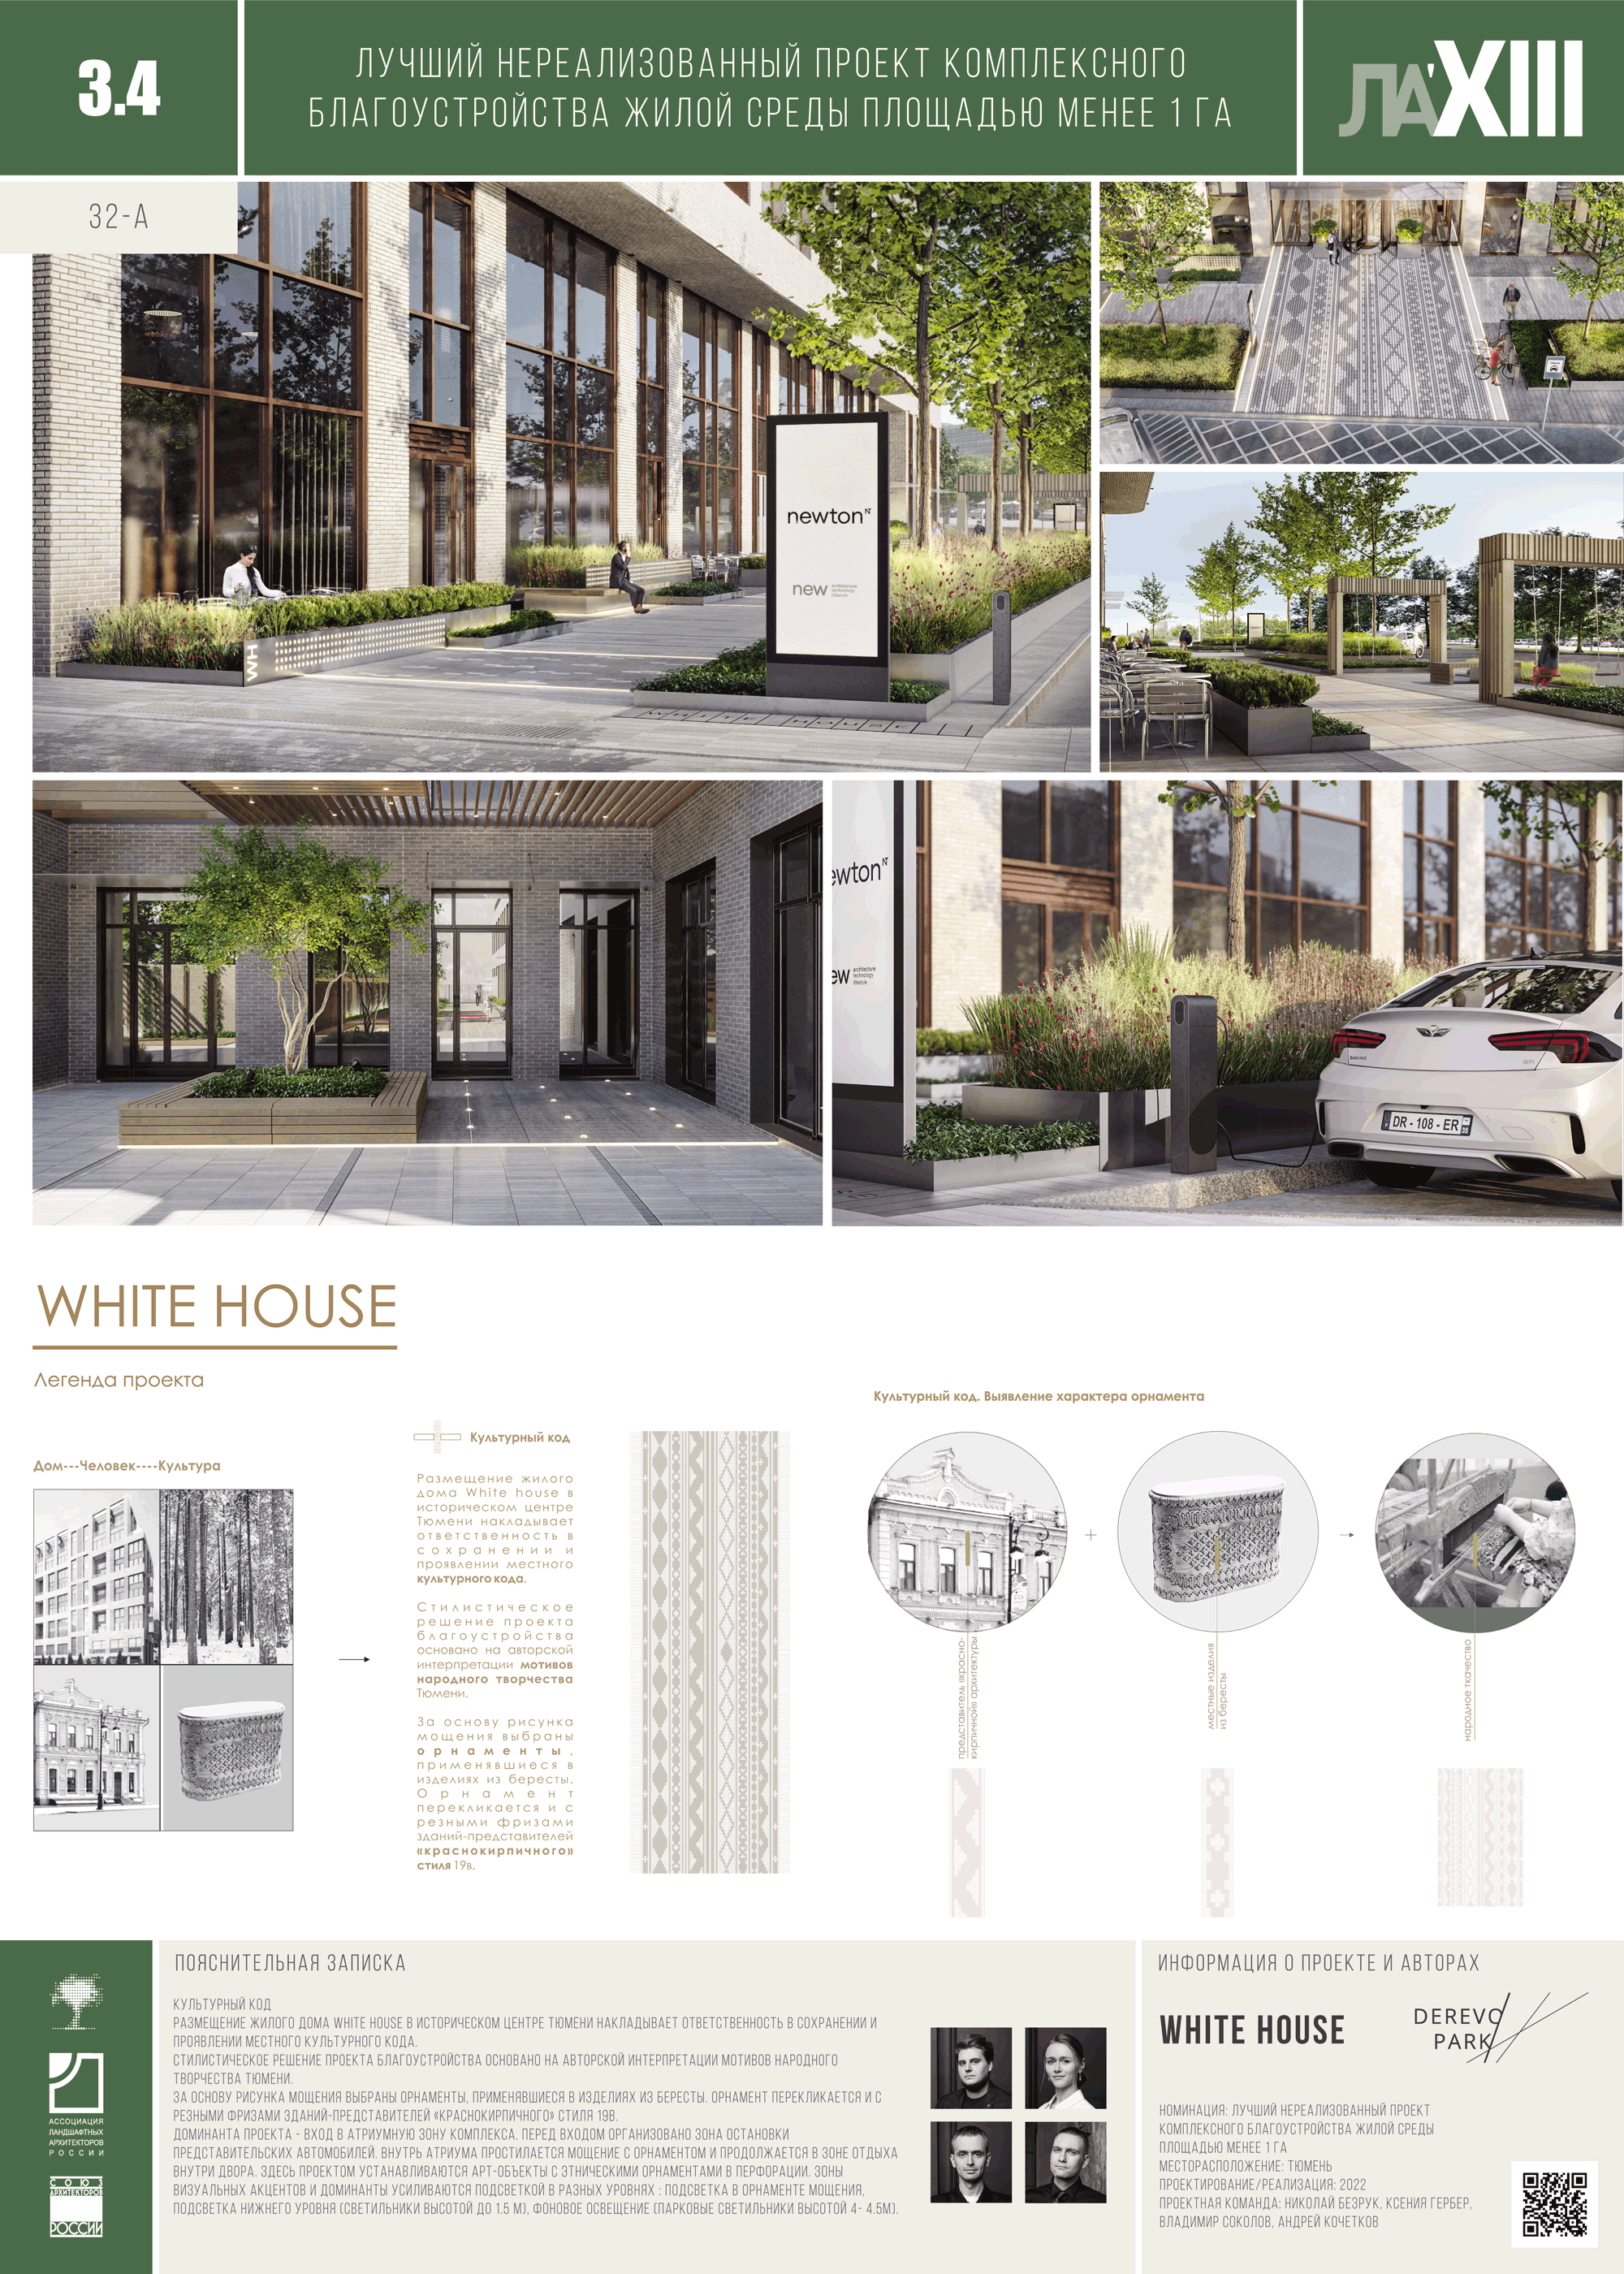 3.4
ЛУЧШИЙ НЕРЕАЛИЗОВАННЫЙ ПРОЕКТ КОМПЛЕКСНОГО
БЛАГОУСТРОЙСТВА ЖИЛОЙ СРЕДЫ ПЛОЩАДЬЮ МЕНЕЕ 1 ГА
ЛА'XIII
32-А
newton N
new architecture
technology
lifestyle
WH
WHITE HOUSE
newton
ewton N
ew architecture
technology
lifestyle
DR-108-ER
WHITE HOUSE
Легенда проекта
Дом---Человек----Культура
Культурный код
Размещение жилого
дома White house в
историческом центре
Тюмени накладывает
ответственность в
сохранении и
проявлении местного
культурного кода.
Стилистическое
решение проекта
благоустройства
основано на авторской
интерпретации мотивов
народного творчества
Тюмени.
За основу рисунка
мощения выбраны
орнаменты,
применявшиеся в
изделиях из бересты.
Орнамент
перекликается и с
резными фризами
зданий-представителей
«краснокирпичного»
стиля 19в.
Культурный код. Выявление характера орнамента
представитель «красно-
кирпичной» архитектуры
местные изделия
из бересты
народное ткачество
АССОЦИАЦИЯ
ЛАНДШАФТНЫХ
АРХИТЕКТОРОВ
РОССИИ
СОЮЗ
АРХИТЕКТОРОВ
РОССИИ
ПОЯСНИТЕЛЬНАЯ ЗАПИСКА
КУЛЬТУРНЫЙ КОД
РАЗМЕЩЕНИЕ ЖИЛОГО ДОМА WHITE HOUSE В ИСТОРИЧЕСКОМ ЦЕНТРЕ ТЮМЕНИ НАКЛАДЫВАЕТ ОТВЕТСТВЕННОСТЬ В СОХРАНЕНИИ И
ПРОЯВЛЕНИИ МЕСТНОГО КУЛЬТУРНОГО КОДА.
СТИЛИСТИЧЕСКОЕ РЕШЕНИЕ ПРОЕКТА БЛАГОУСТРОЙСТВА ОСНОВАНО НА АВТОРСКОЙ ИНТЕРПРЕТАЦИИ МОТИВОВ НАРОДНОГО
ТВОРЧЕСТВА ТЮМЕНИ.
ЗА ОСНОВУ РИСУНКА МОЩЕНИЯ ВЫБРАНЫ ОРНАМЕНТЫ, ПРИМЕНЯВШИЕСЯ В ИЗДЕЛИЯХ ИЗ БЕРЕСТЫ. ОРНАМЕНТ ПЕРЕКЛИКАЕТСЯ И С
РЕЗНЫМИ ФРИЗАМИ ЗДАНИЙ-ПРЕДСТАВИТЕЛЕЙ «КРАСНОКИРПИЧНОГО» СТИЛЯ 19В.
ДОМИНАНТА ПРОЕКТА - ВХОД В АТРИУМНУЮ ЗОНУ КОМПЛЕКСА. ПЕРЕД ВХОДОМ ОРГАНИЗОВАНО ЗОНА ОСТАНОВКИ
ПРЕДСТАВИТЕЛЬСКИХ АВТОМОБИЛЕЙ. ВНУТРЬ АТРИУМА ПРОСТИЛАЕТСЯ МОЩЕНИЕ С ОРНАМЕНТОМ И ПРОДОЛЖАЕТСЯ В ЗОНЕ ОТДЫХА
ВНУТРИ ДВОРА. ЗДЕСЬ ПРОЕКТОМ УСТАНАВЛИВАЮТСЯ АРТ-ОБЪЕКТЫ С ЭТНИЧЕСКИМИ ОРНАМЕНТАМИ В ПЕРФОРАЦИИ. ЗОНЫ
ВИЗУАЛЬНЫХ АКЦЕНТОВ И ДОМИНАНТЫ УСИЛИВАЮТСЯ ПОДСВЕТКОЙ В РАЗНЫХ УРОВНЯХ : ПОДСВЕТКА В ОРНАМЕНТЕ МОЩЕНИЯ,
ПОДСВЕТКА НИЖНЕГО УРОВНЯ (СВЕТИЛЬНИКИ ВЫСОТОЙ ДО 1.5 М), ФОНОВОЕ ОСВЕЩЕНИЕ (ПАРКОВЫЕ СВЕТИЛЬНИКИ ВЫСОТОЙ 4- 4.5М).
ИНФОРМАЦИЯ О ПРОЕКТЕ И АВТОРАХ
WHITE HOUSE
DEREVO
PARK
НОМИНАЦИЯ: ЛУЧШИЙ НЕРЕАЛИЗОВАННЫЙ ПРОЕКТ
КОМПЛЕКСНОГО БЛАГОУСТРОЙСТВА ЖИЛОЙ СРЕДЫ
ПЛОЩАДЬЮ МЕНЕЕ 1 ГА
МЕСТОРАСПОЛОЖЕНИЕ: ТЮМЕНЬ
ПРОЕКТИРОВАНИЕ/РЕАЛИЗАЦИЯ: 2022
ПРОЕКТНАЯ КОМАНДА: НИКОЛАЙ БЕЗРУК, КСЕНИЯ ГЕРБЕР,
ВЛАДИМИР СОКОЛОВ, АНДРЕЙ КОЧЕТКОВ